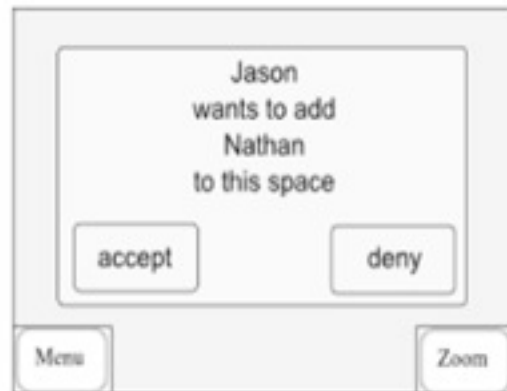 Jason
wants to add
Nathan
to this space
accept deny
Menu Zoom